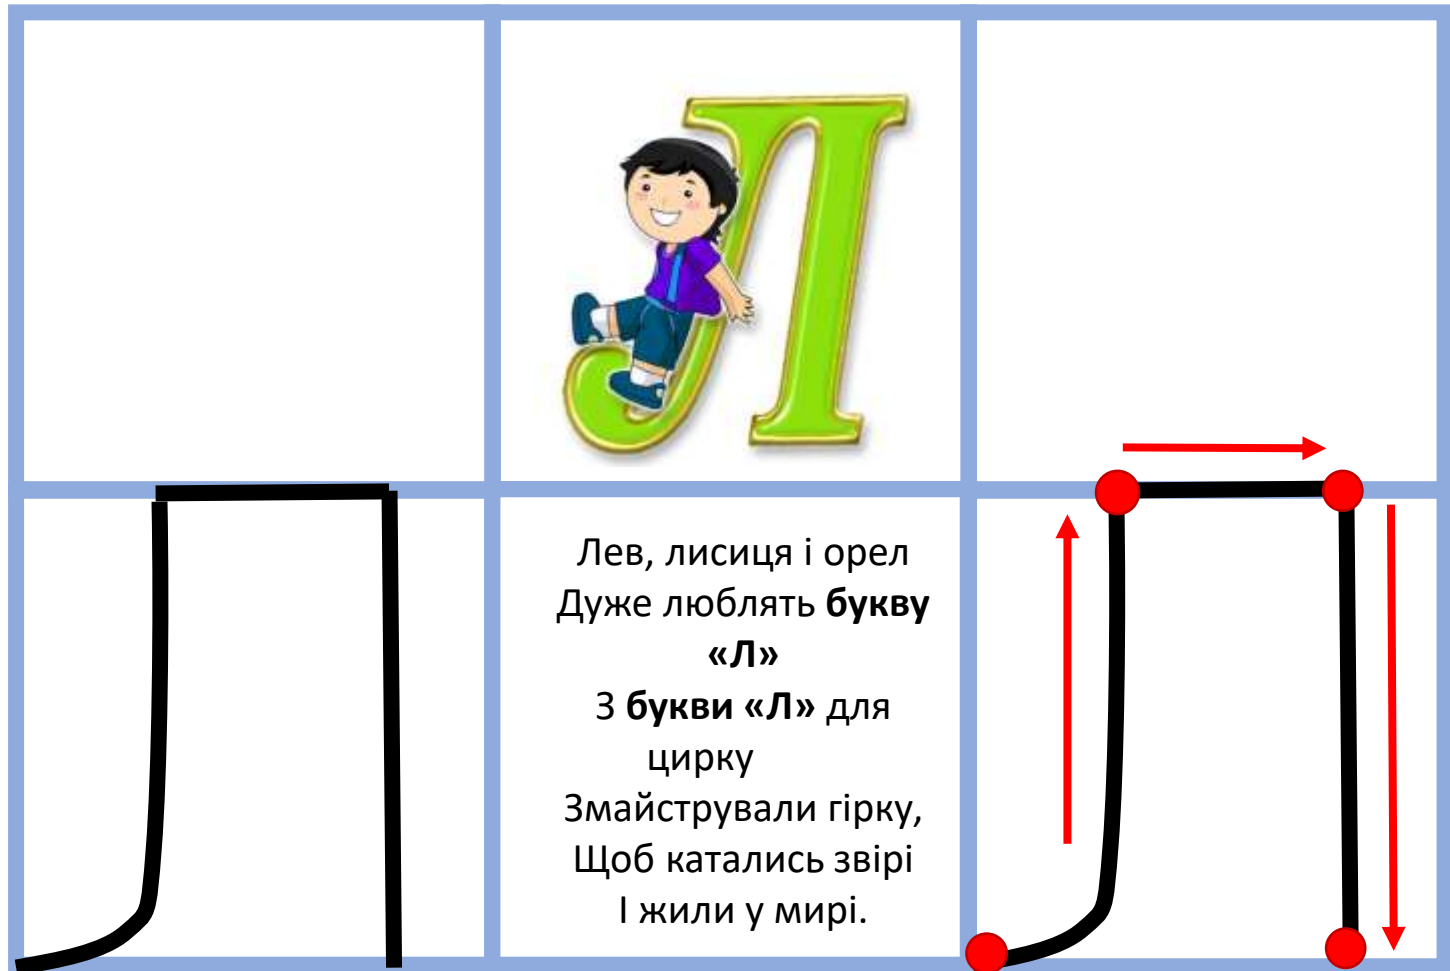 Л
Лев, лисиця і орел
Дуже люблять букву
«Л»
З букви «Л» для
цирку
Змайстрували гірку,
Щоб катались звірі
І жили у мирі.
Л
Л